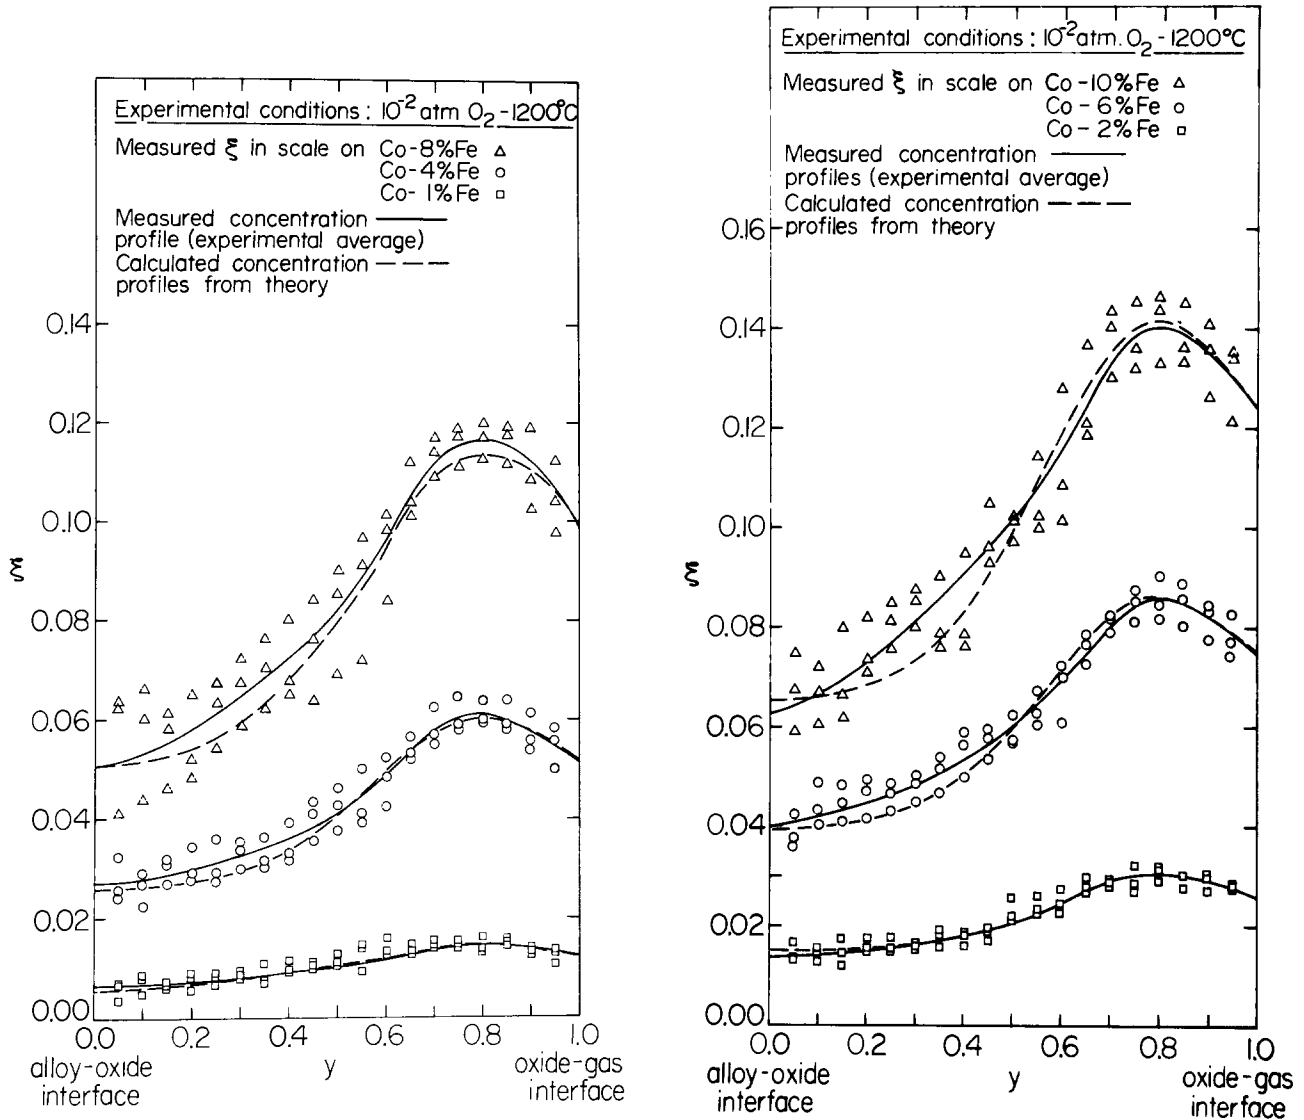 Experimental conditions : 10⁻² atm O₂ - 1200°C
Measured ξ in scale on Co-8%Fe △
Co-4%Fe ○
Co-1%Fe □
Measured concentration
profile (experimental average)
Calculated concentration
profiles from theory
0.14
0.12
0.10
0.08
0.06
0.04
0.02
0.00
ξ
0.0 0.2 0.4 0.6 0.8 1.0
alloy-oxide
interface
y
oxide-gas
interface
Experimental conditions : 10⁻² atm. O₂ - 1200°C
Measured ξ in scale on Co-10%Fe △
Co-6%Fe ○
Co-2%Fe □
Measured concentration
profiles (experimental average)
Calculated concentration
profiles from theory
0.16
0.14
0.12
0.10
0.08
0.06
0.04
0.02
0.00
ξ
0.0 0.2 0.4 0.6 0.8 1.0
alloy-oxide
interface
y
oxide-gas
interface